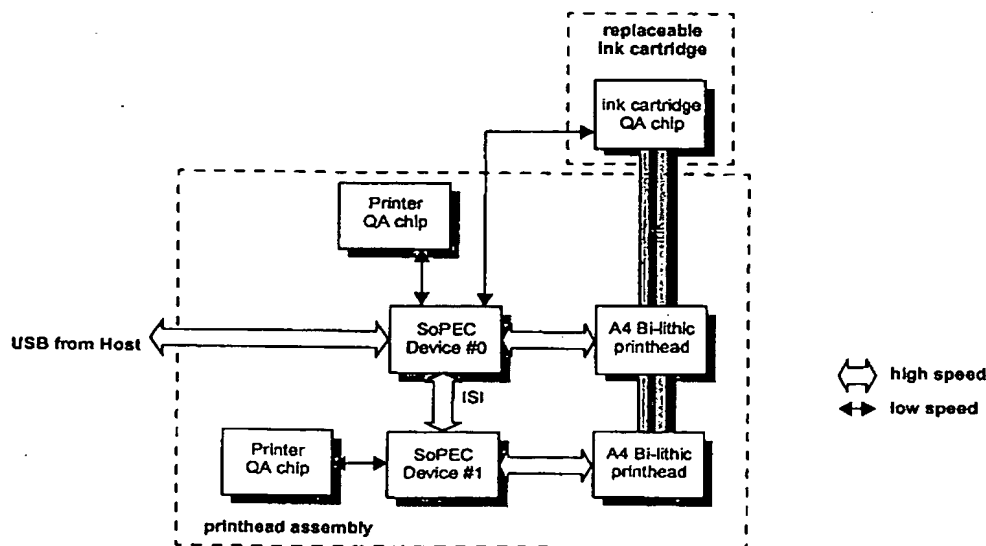 replaceable
ink cartridge
ink cartridge
QA chip
Printer
QA chip
SoPEC
Device #0
A4 Bi-lithic
printhead
USB from Host
ISI
high speed
low speed
Printer
QA chip
SoPEC
Device #1
A4 Bi-lithic
printhead
printhead assembly